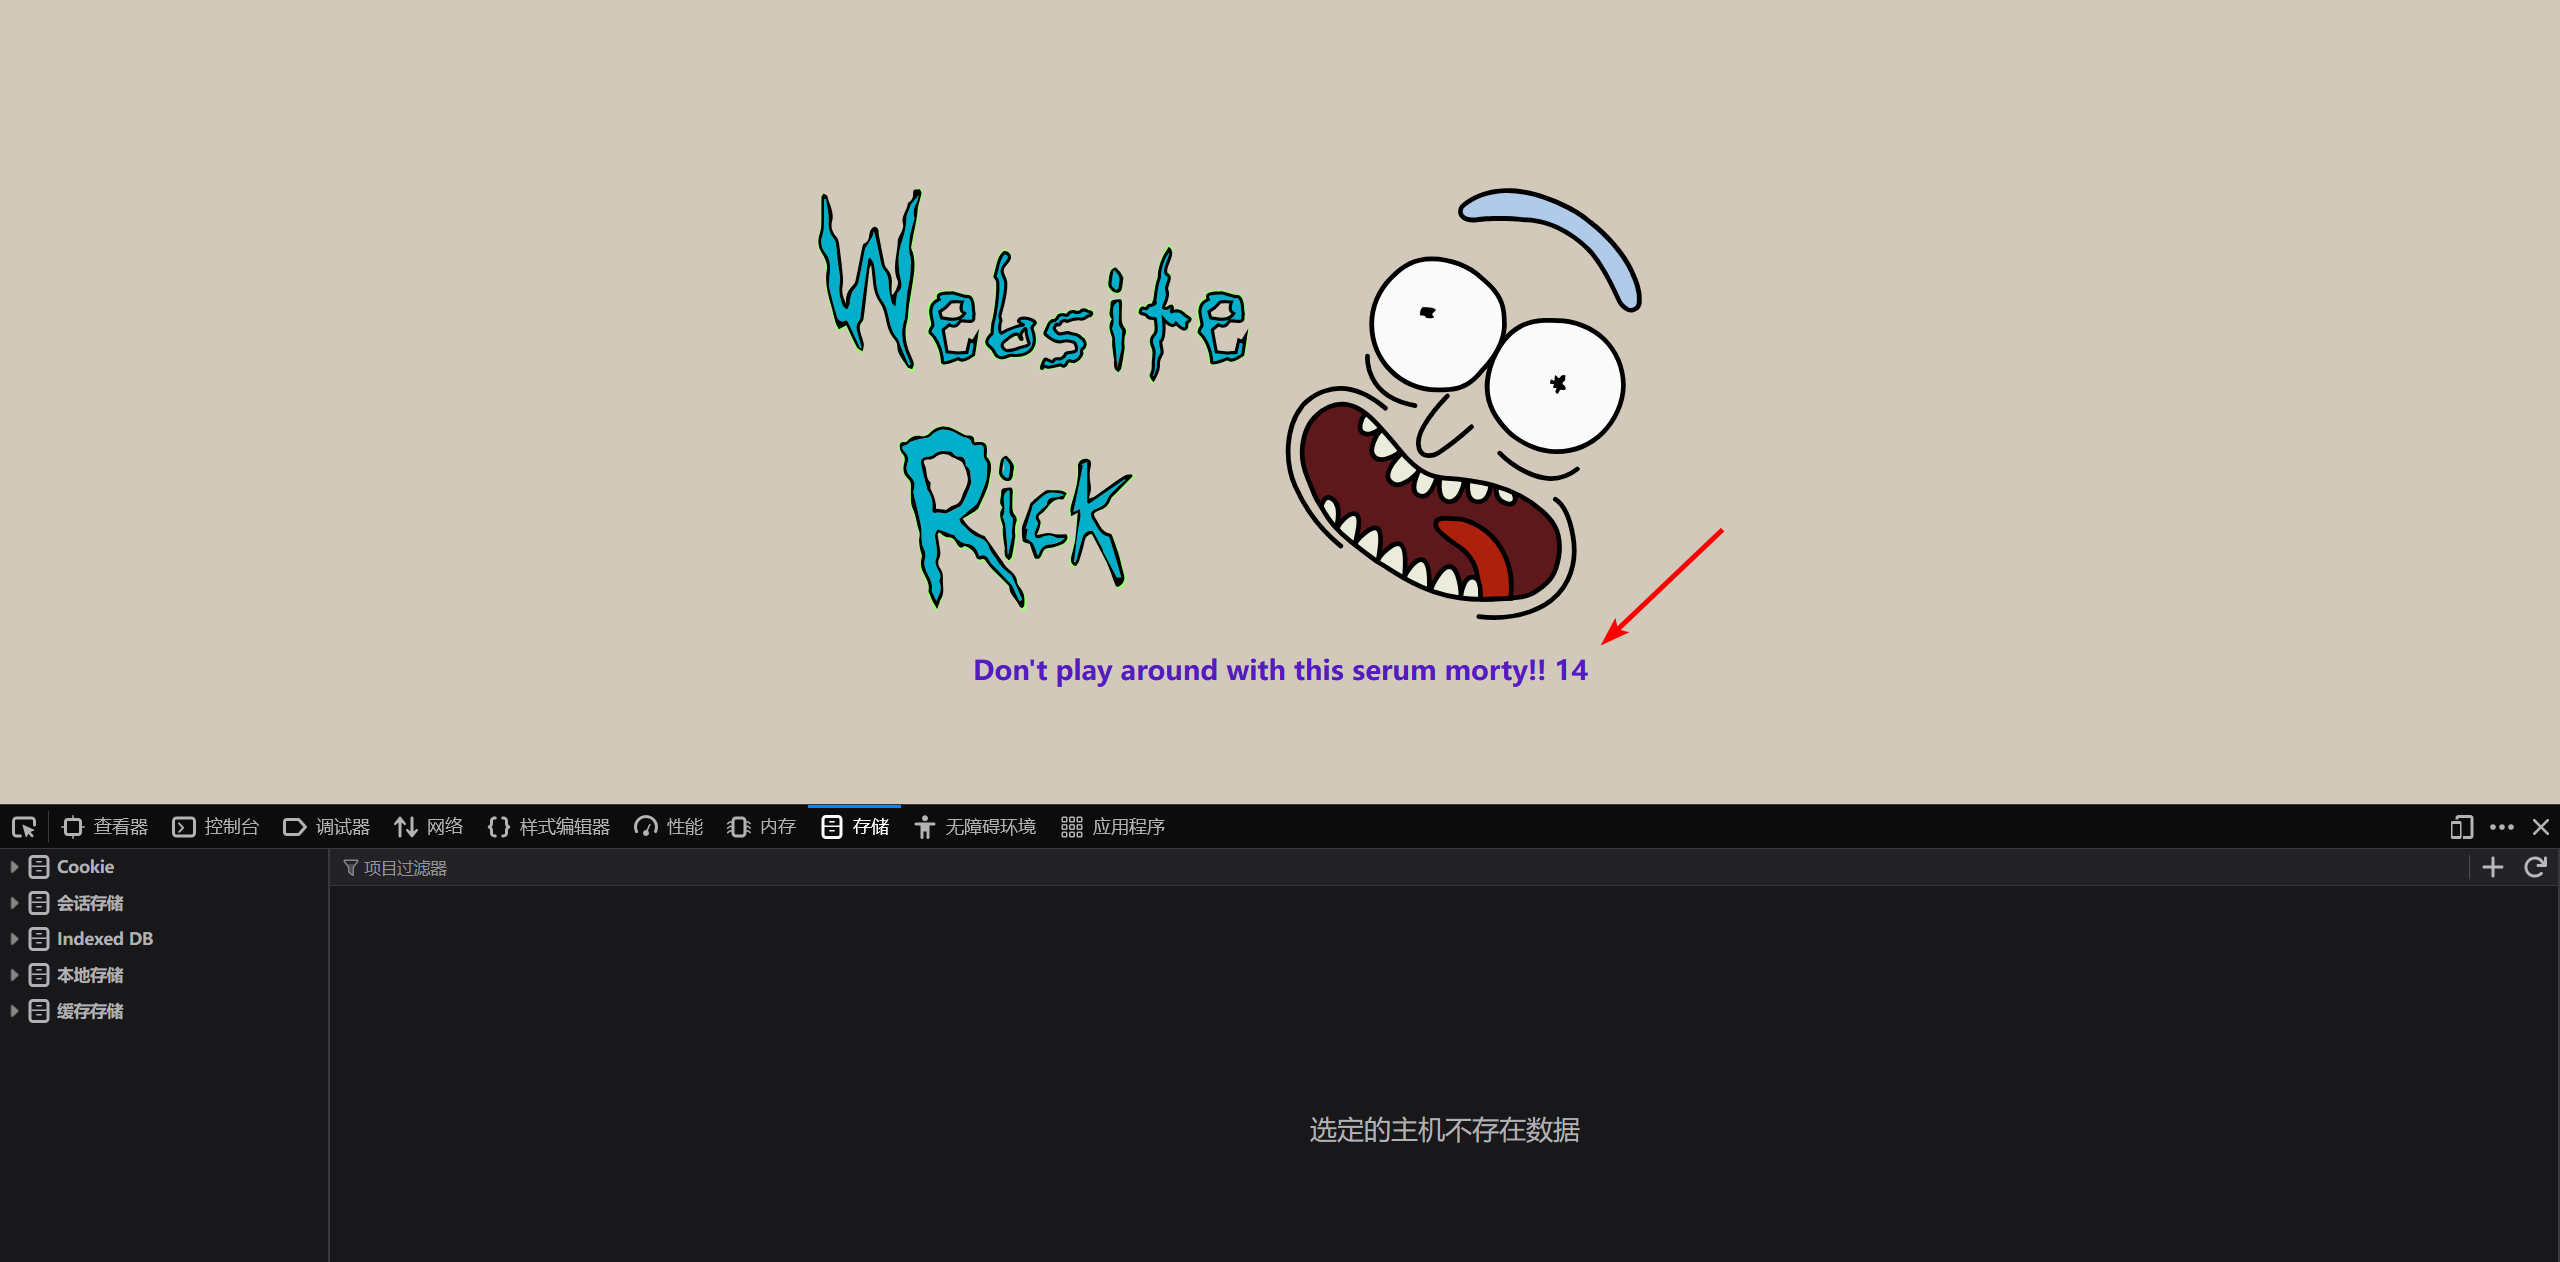 Website
Rick
Don't play around with this serum morty!! 14
查看器 控制台 调试器 网络 样式编辑器 性能 内存 存储 无障碍环境 应用程序
Cookie
项目过滤器
会话存储
Indexed DB
本地存储
缓存存储
选定的主机不存在数据